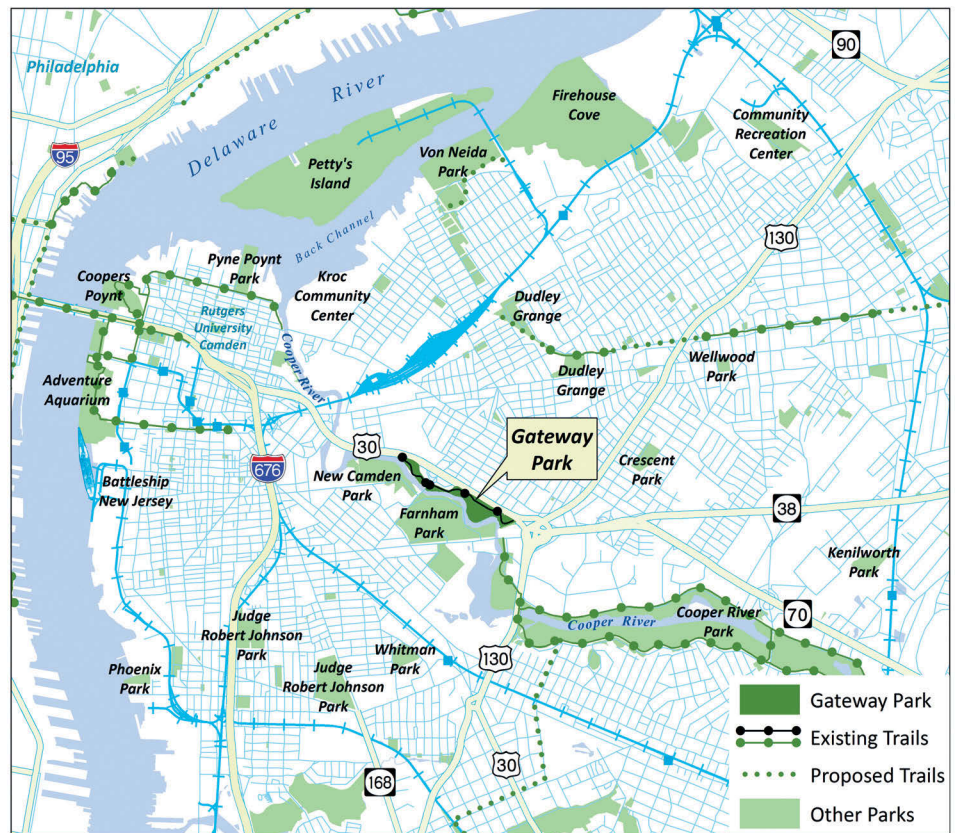 Philadelphia
95
Delaware
River
Petty's
Island
Back Channel
Firehouse
Cove
Von Neida
Park
Community
Recreation
Center
90
130
Coopers
Poynt
Pyne Poynt
Park
Rutgers
University
Camden
Kroc
Community
Center
Cooper River
Dudley
Grange
Dudley
Grange
Wellwood
Park
Adventure
Aquarium
Battleship
New Jersey
676
30
New Camden
Park
Gateway
Park
Farnham
Park
Crescent
Park
38
Kenilworth
Park
70
Cooper River
Cooper River
Park
Judge
Robert Johnson
Park
Phoenix
Park
Judge
Robert Johnson
Park
Whitman
Park
130
30
168
Gateway Park
Existing Trails
Proposed Trails
Other Parks